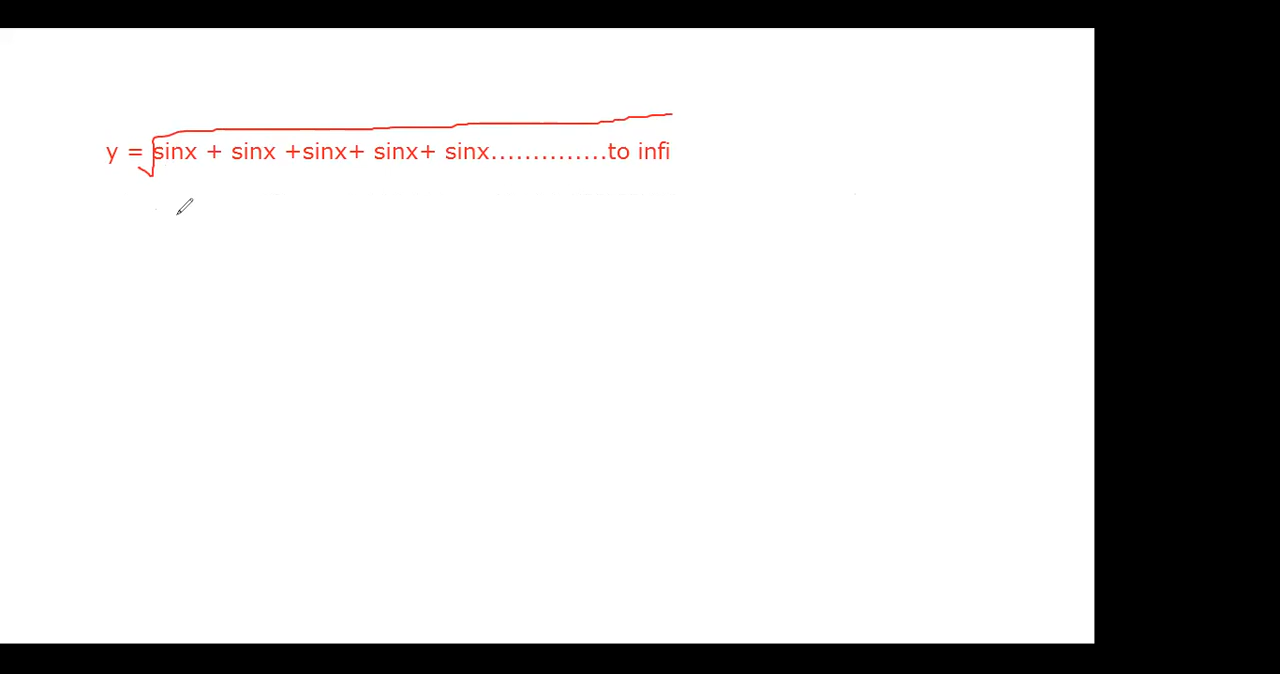 y = √sinx + sinx +sinx+ sinx+ sinx..............to infi